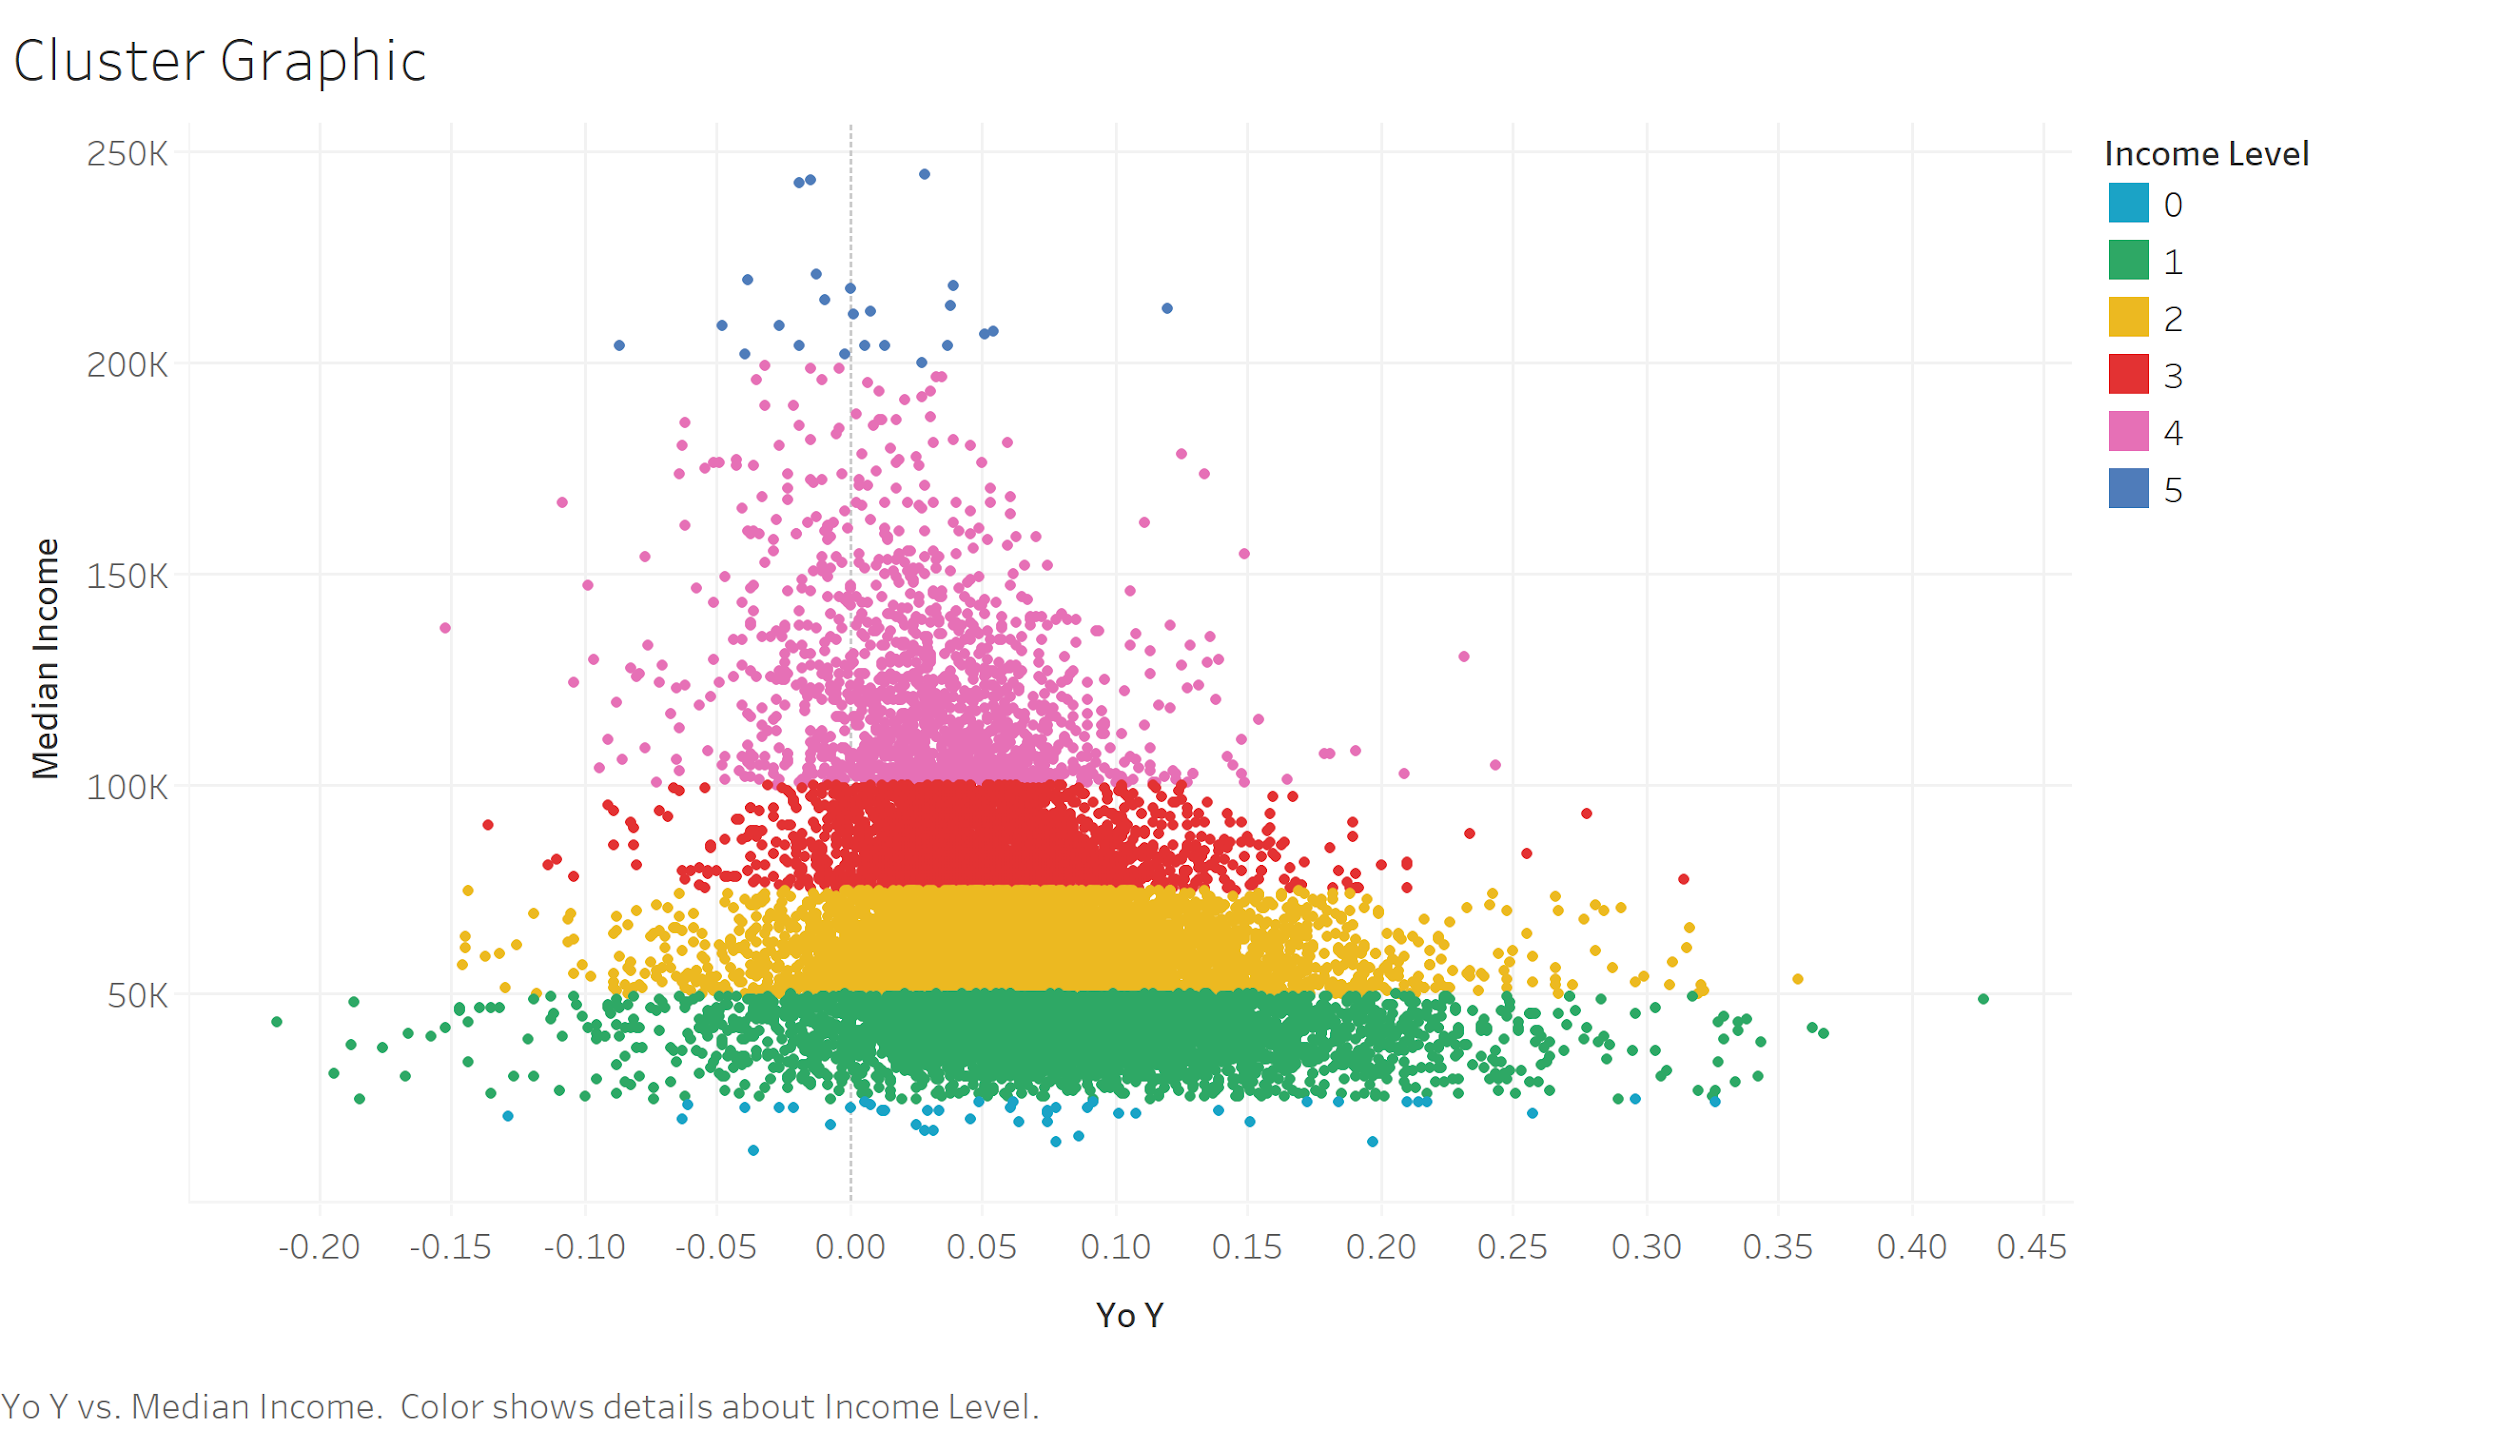 Cluster Graphic
250K
200K
150K
100K
50K
Median Income
-0.20 -0.15 -0.10 -0.05 0.00 0.05 0.10 0.15 0.20 0.25 0.30 0.35 0.40 0.45
Yo Y
Income Level
0
1
2
3
4
5
Yo Y vs. Median Income. Color shows details about Income Level.